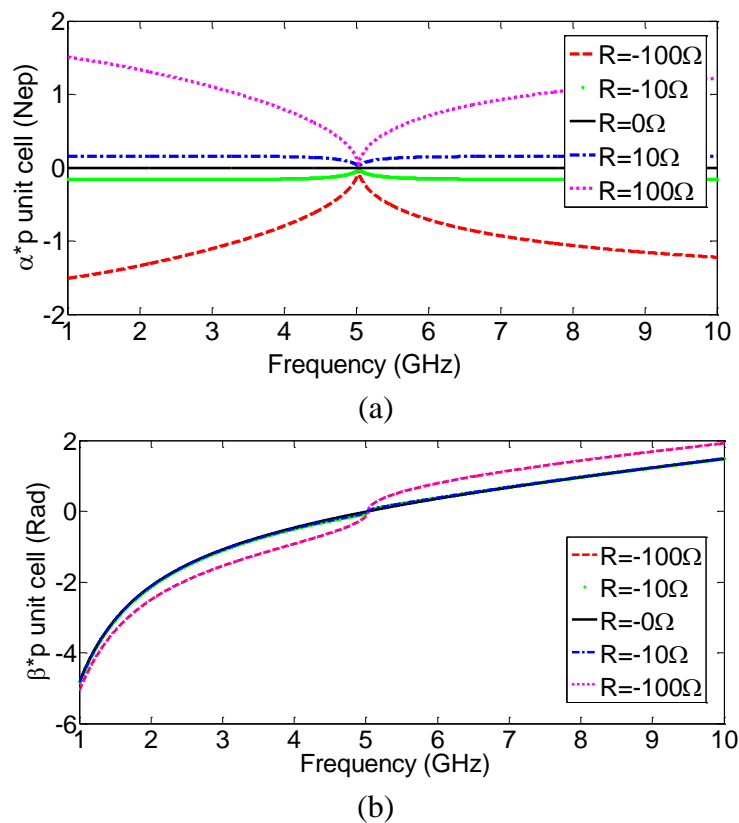 2
1
0
-1
-2
α*p unit cell (Nep)
R=-100Ω
R=-10Ω
R=0Ω
R=10Ω
R=100Ω
1 2 3 4 5 6 7 8 9 10
Frequency (GHz)
(a)
2
0
-2
-4
-6
β*p unit cell (Rad)
R=-100Ω
R=-10Ω
R=-0Ω
R=-10Ω
R=-100Ω
1 2 3 4 5 6 7 8 9 10
Frequency (GHz)
(b)